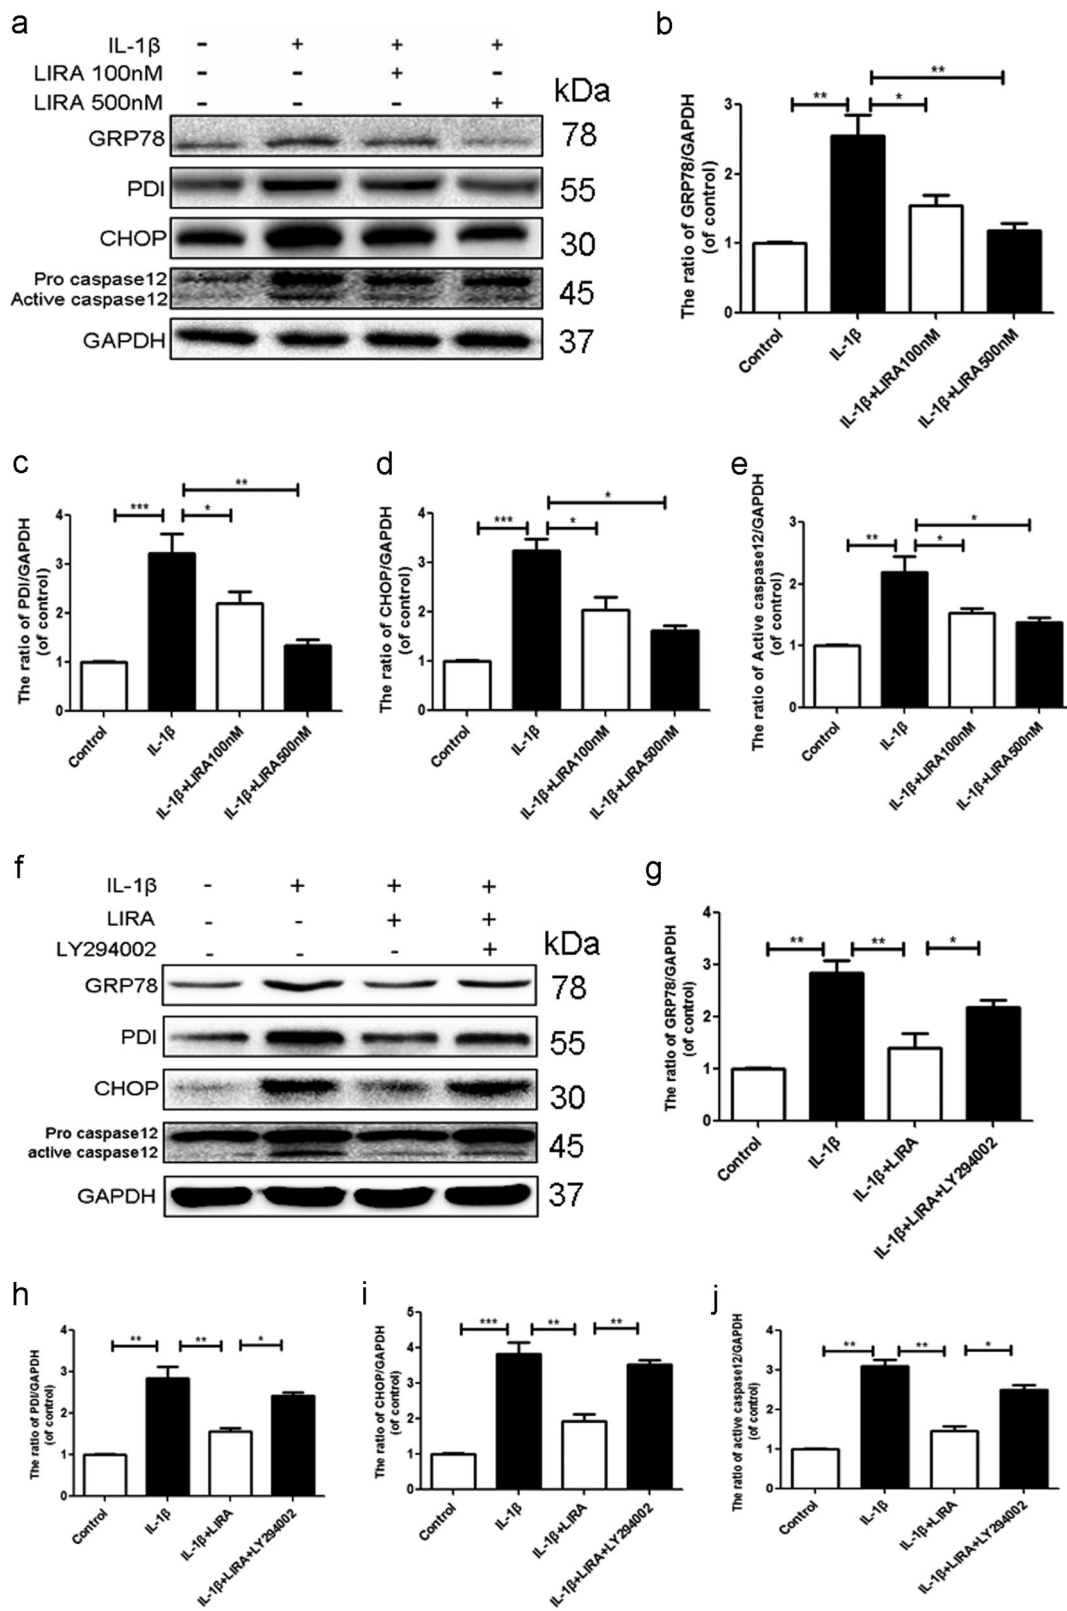 a
IL-1β - + + +
LIRA 100nM - - + -
LIRA 500nM - - - +
kDa
GRP78 78
PDI 55
CHOP 30
Pro caspase12
Active caspase12 45
GAPDH 37
b
The ratio of GRP78/GAPDH
(of control)
3
2
1
0
** * **
Control
IL-1β
IL-1β+LIRA100nM
IL-1β+LIRA500nM
c
The ratio of PDI/GAPDH
(of control)
4
3
2
1
0
*** * **
Control
IL-1β
IL-1β+LIRA100nM
IL-1β+LIRA500nM
d
The ratio of CHOP/GAPDH
(of control)
4
3
2
1
0
*** * *
Control
IL-1β
IL-1β+LIRA100nM
IL-1β+LIRA500nM
e
The ratio of Active caspase12/GAPDH
(of control)
3
2
1
0
** * *
Control
IL-1β
IL-1β+LIRA100nM
IL-1β+LIRA500nM
f
IL-1β - + + +
LIRA - - + +
LY294002 - - - +
kDa
GRP78 78
PDI 55
CHOP 30
Pro caspase12
active caspase12 45
GAPDH 37
g
The ratio of GRP78/GAPDH
(of control)
4
3
2
1
0
** ** *
Control
IL-1β
IL-1β+LIRA
IL-1β+LIRA+LY294002
h
The ratio of PDI/GAPDH
(of control)
4
3
2
1
0
** ** *
Control
IL-1β
IL-1β+LIRA
IL-1β+LIRA+LY294002
i
The ratio of CHOP/GAPDH
(of control)
5
4
3
2
1
0
*** ** **
Control
IL-1β
IL-1β+LIRA
IL-1β+LIRA+LY294002
j
The ratio of active caspase12/GAPDH
(of control)
4
3
2
1
0
** ** *
Control
IL-1β
IL-1β+LIRA
IL-1β+LIRA+LY294002